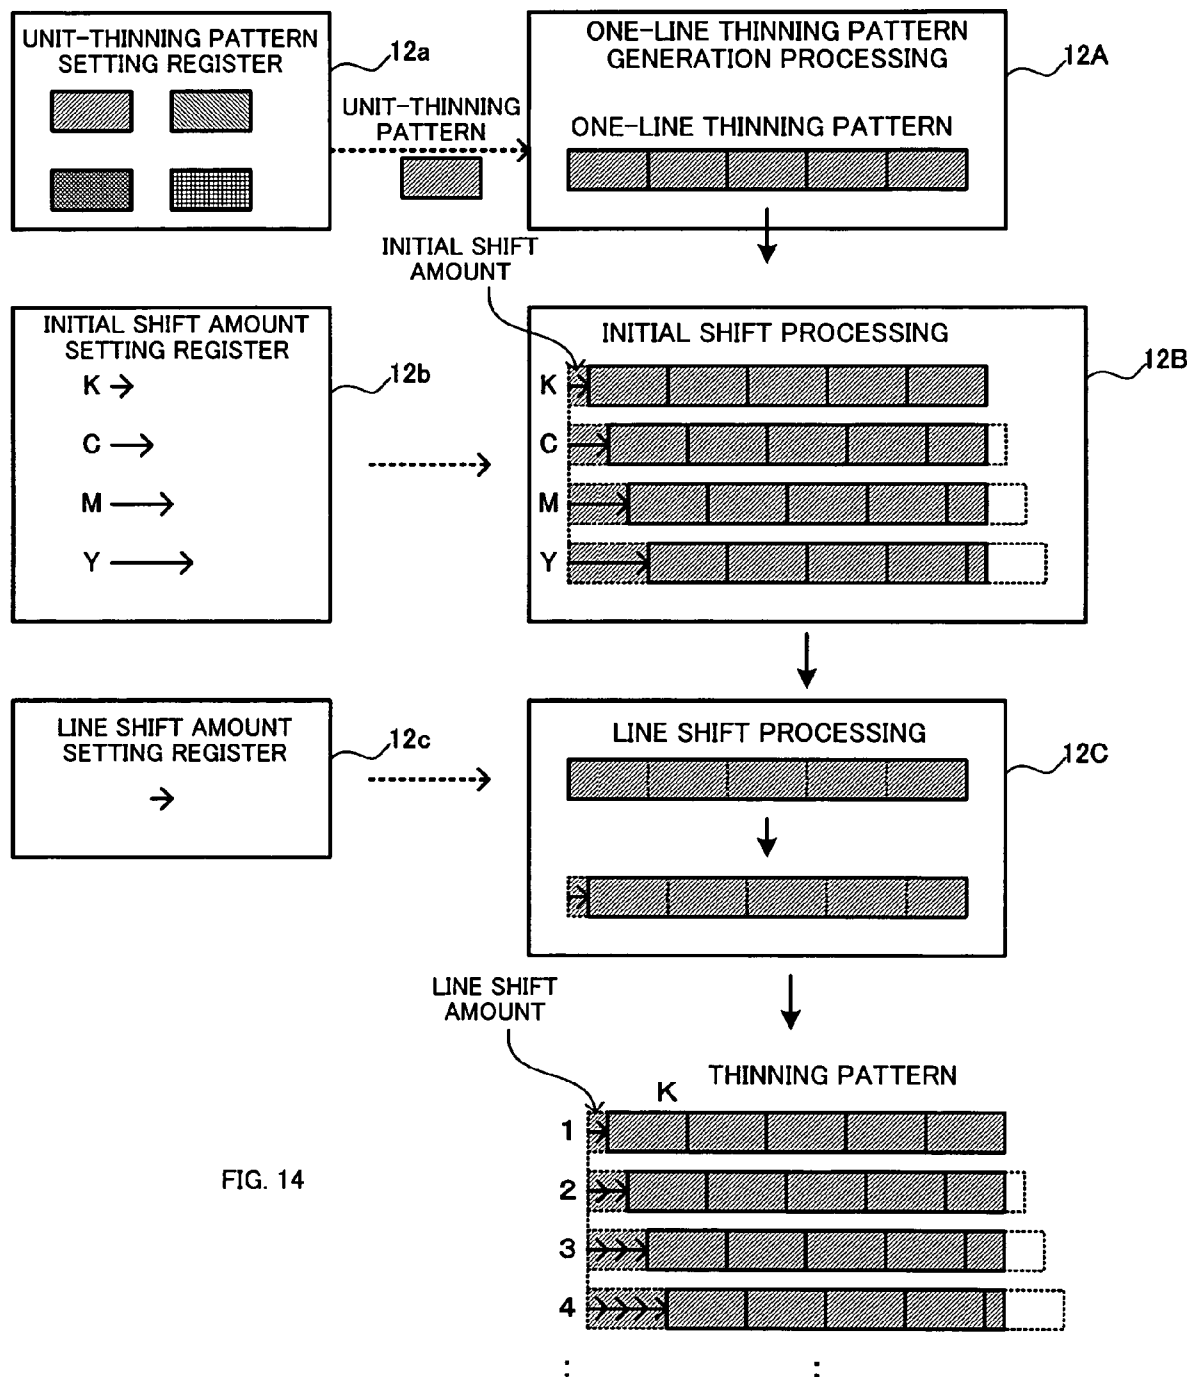 UNIT-THINNING PATTERN
SETTING REGISTER
12a
UNIT-THINNING
PATTERN
ONE-LINE THINNING PATTERN
GENERATION PROCESSING
ONE-LINE THINNING PATTERN
12A
INITIAL SHIFT
AMOUNT
INITIAL SHIFT AMOUNT
SETTING REGISTER
K
C
M
Y
12b
INITIAL SHIFT PROCESSING
K
C
M
Y
12B
LINE SHIFT AMOUNT
SETTING REGISTER
12c
LINE SHIFT PROCESSING
12C
LINE SHIFT
AMOUNT
THINNING PATTERN
K
1
2
3
4
FIG. 14